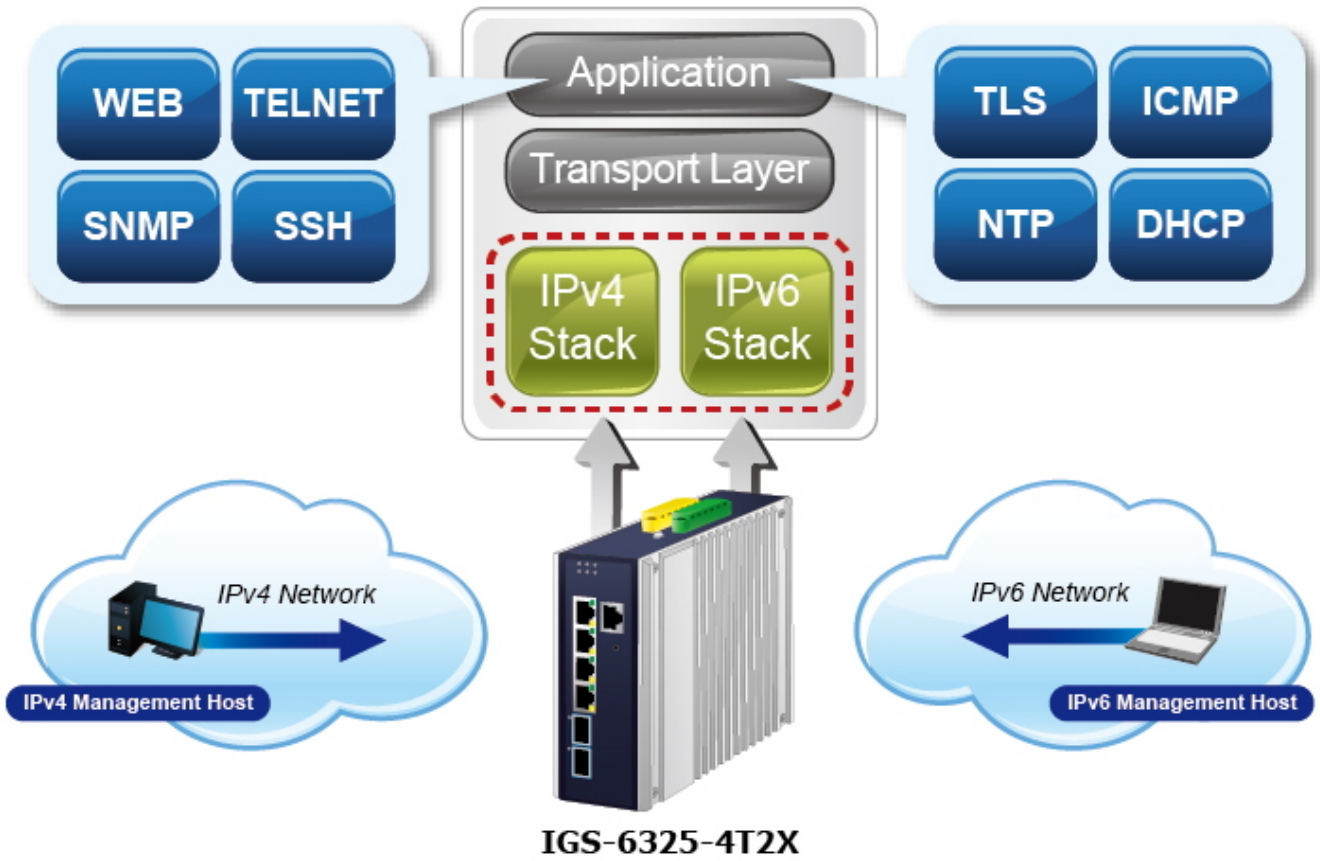 WEB
TELNET
SNMP
SSH
Application
Transport Layer
IPv4
Stack
IPv6
Stack
TLS
ICMP
NTP
DHCP
IPv4 Network
IPv4 Management Host
IPv6 Network
IPv6 Management Host
IGS-6325-4T2X